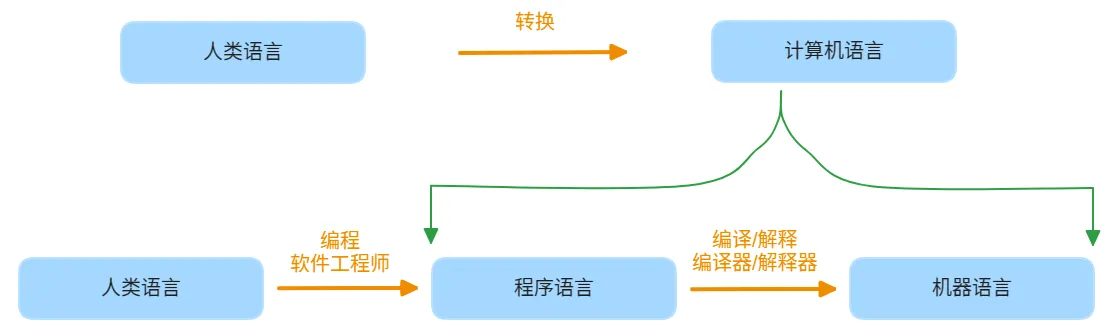 转换
人类语言
计算机语言
编程
软件工程师
编译/解释
编译器/解释器
人类语言
程序语言
机器语言